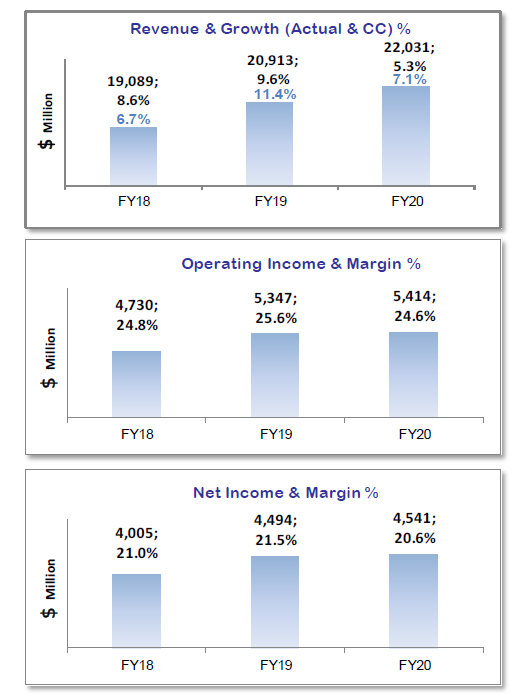 Revenue & Growth (Actual & CC) %
19,089;
8.6%
6.7%
20,913;
9.6%
11.4%
22,031;
5.3%
7.1%
$ Million
FY18
FY19
FY20
Operating Income & Margin %
4,730;
24.8%
5,347;
25.6%
5,414;
24.6%
$ Million
FY18
FY19
FY20
Net Income & Margin %
4,005;
21.0%
4,494;
21.5%
4,541;
20.6%
$ Million
FY18
FY19
FY20